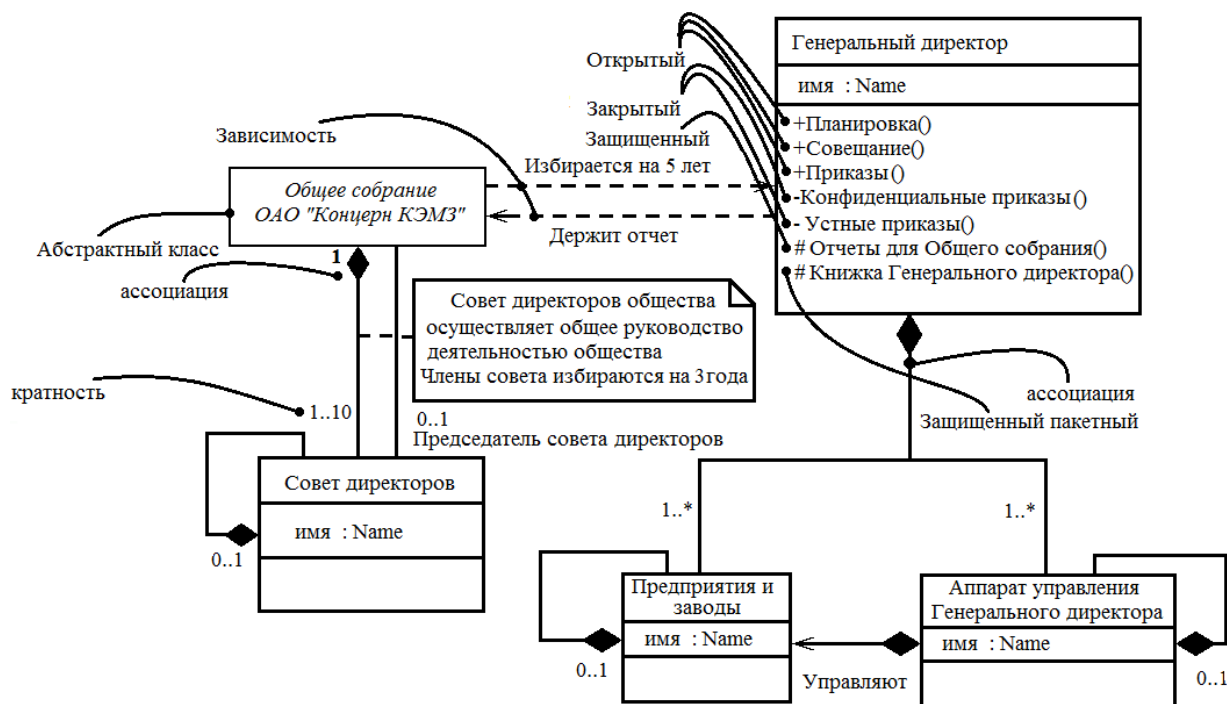 Открытый
Генеральный директор
имя : Name
Закрытый
Защищенный
Зависимость
+Планировка()
+Совещание()
+Приказы()
-Конфиденциальные приказы()
- Устные приказы()
# Отчеты для Общего собрания()
# Книжка Генерального директора()
Избирается на 5 лет
Держит отчет
Общее собрание
ОАО "Концерн КЭМЗ"
Абстрактный класс
1
ассоциация
Совет директоров общества
осуществляет общее руководство
деятельностью общества
Члены совета избираются на 3 года
кратность
1..10
0..1
Председатель совета директоров
ассоциация
Защищенный пакетный
Совет директоров
имя : Name
0..1
1..*
1..*
Предприятия и
заводы
имя : Name
0..1
Управляют
Аппарат управления
Генерального директора
имя : Name
0..1